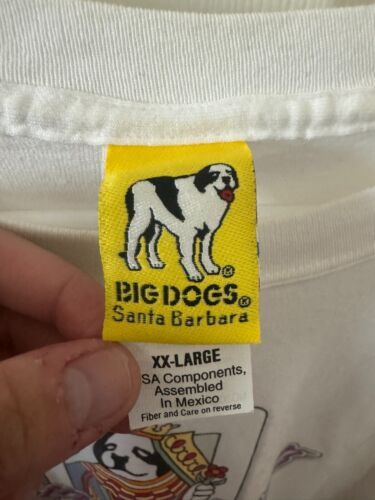 BIG DOGS®
Santa Barbara
XX-LARGE
SA Components,
Assembled
In Mexico
Fiber and Care on reverse